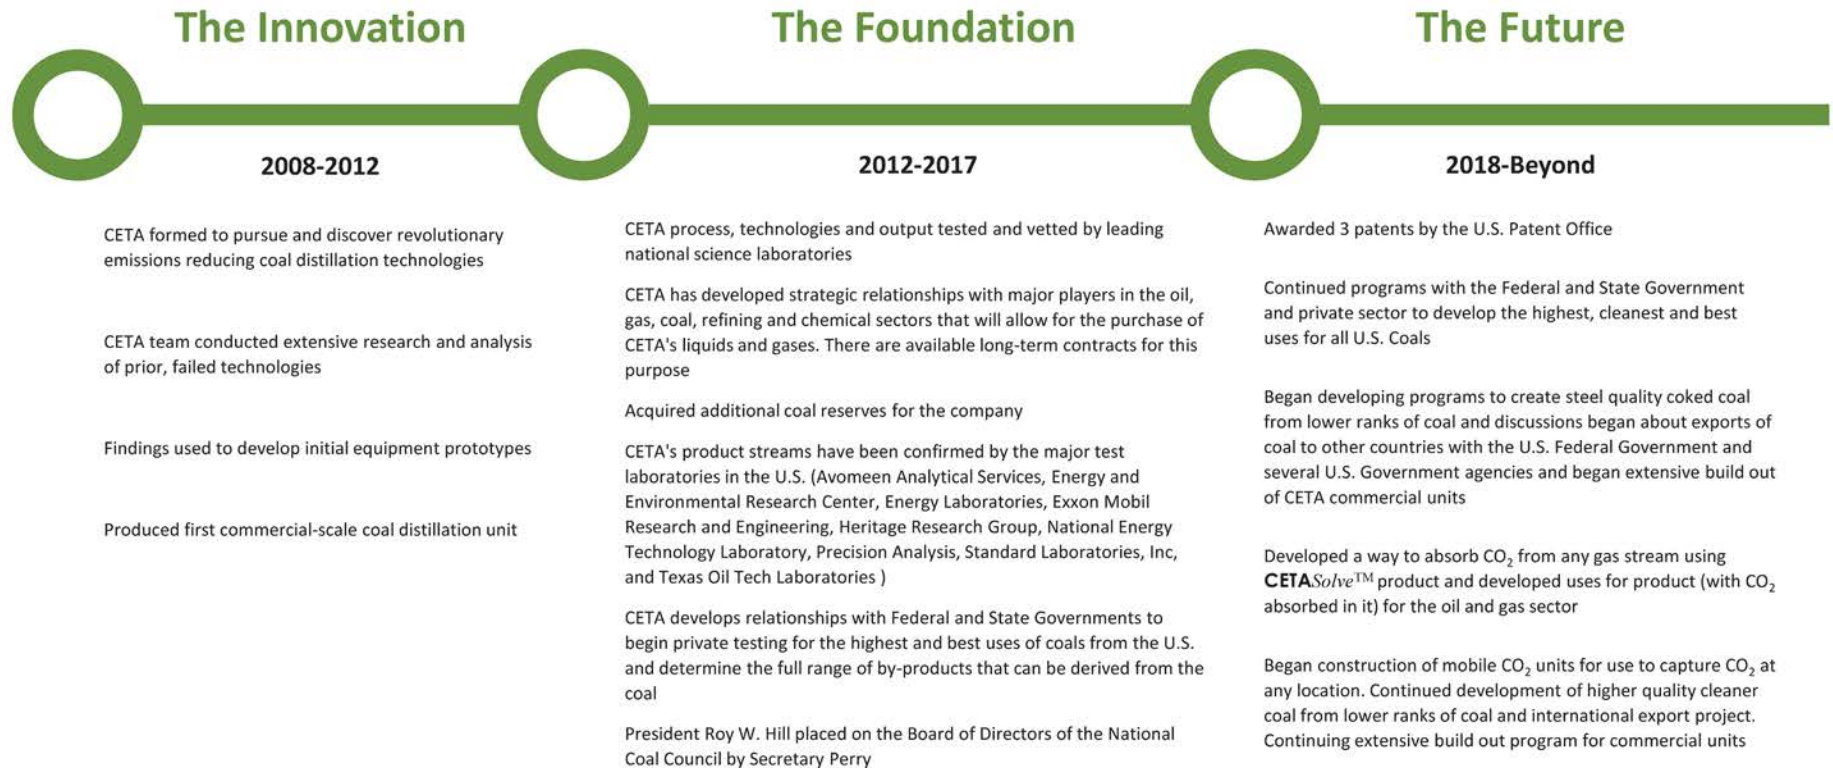 The Innovation
2008-2012
CETA formed to pursue and discover revolutionary
emissions reducing coal distillation technologies
CETA team conducted extensive research and analysis
of prior, failed technologies
Findings used to develop initial equipment prototypes
Produced first commercial-scale coal distillation unit
The Foundation
2012-2017
CETA process, technologies and output tested and vetted by leading
national science laboratories
CETA has developed strategic relationships with major players in the oil,
gas, coal, refining and chemical sectors that will allow for the purchase of
CETA's liquids and gases. There are available long-term contracts for this
purpose
Acquired additional coal reserves for the company
CETA's product streams have been confirmed by the major test
laboratories in the U.S. (Avomeen Analytical Services, Energy and
Environmental Research Center, Energy Laboratories, Exxon Mobil
Research and Engineering, Heritage Research Group, National Energy
Technology Laboratory, Precision Analysis, Standard Laboratories, Inc,
and Texas Oil Tech Laboratories )
CETA develops relationships with Federal and State Governments to
begin private testing for the highest and best uses of coals from the U.S.
and determine the full range of by-products that can be derived from the
coal
President Roy W. Hill placed on the Board of Directors of the National
Coal Council by Secretary Perry
The Future
2018-Beyond
Awarded 3 patents by the U.S. Patent Office
Continued programs with the Federal and State Government
and private sector to develop the highest, cleanest and best
uses for all U.S. Coals
Began developing programs to create steel quality coked coal
from lower ranks of coal and discussions began about exports of
coal to other countries with the U.S. Federal Government and
several U.S. Government agencies and began extensive build out
of CETA commercial units
Developed a way to absorb CO₂ from any gas stream using
CETASolve™ product and developed uses for product (with CO₂
absorbed in it) for the oil and gas sector
Began construction of mobile CO₂ units for use to capture CO₂ at
any location. Continued development of higher quality cleaner
coal from lower ranks of coal and international export project.
Continuing extensive build out program for commercial units